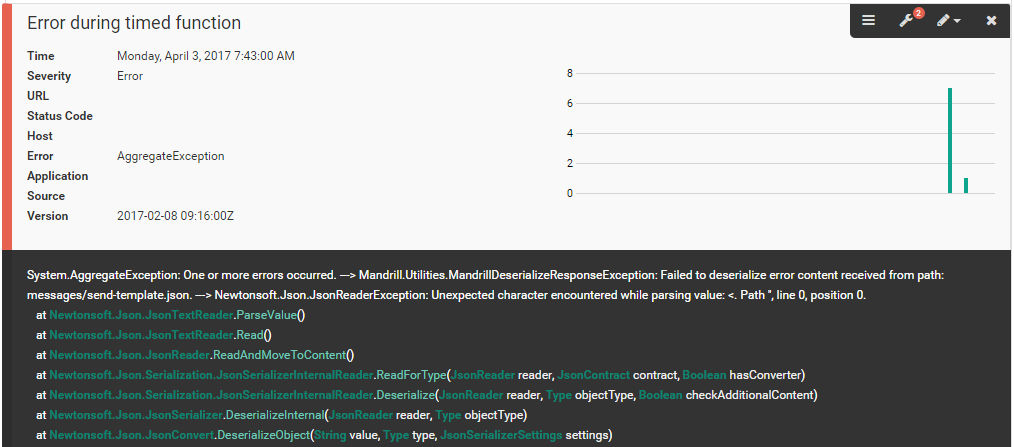 Error during timed function
2
Time Monday, April 3, 2017 7:43:00 AM
Severity Error
URL
Status Code
Host
Error AggregateException
Application
Source
Version 2017-02-08 09:16:00Z
8
6
4
2
0
System.AggregateException: One or more errors occurred. ---> Mandrill.Utilities.MandrillDeserializeResponseException: Failed to deserialize error content received from path:
messages/send-template.json. ---> Newtonsoft.Json.JsonReaderException: Unexpected character encountered while parsing value: <. Path '', line 0, position 0.
at Newtonsoft.Json.JsonTextReader.ParseValue()
at Newtonsoft.Json.JsonTextReader.Read()
at Newtonsoft.Json.JsonReader.ReadAndMoveToContent()
at Newtonsoft.Json.Serialization.JsonSerializerInternalReader.ReadForType(JsonReader reader, JsonContract contract, Boolean hasConverter)
at Newtonsoft.Json.Serialization.JsonSerializerInternalReader.Deserialize(JsonReader reader, Type objectType, Boolean checkAdditionalContent)
at Newtonsoft.Json.JsonSerializer.DeserializeInternal(JsonReader reader, Type objectType)
at Newtonsoft.Json.JsonConvert.DeserializeObject(String value, Type type, JsonSerializerSettings settings)